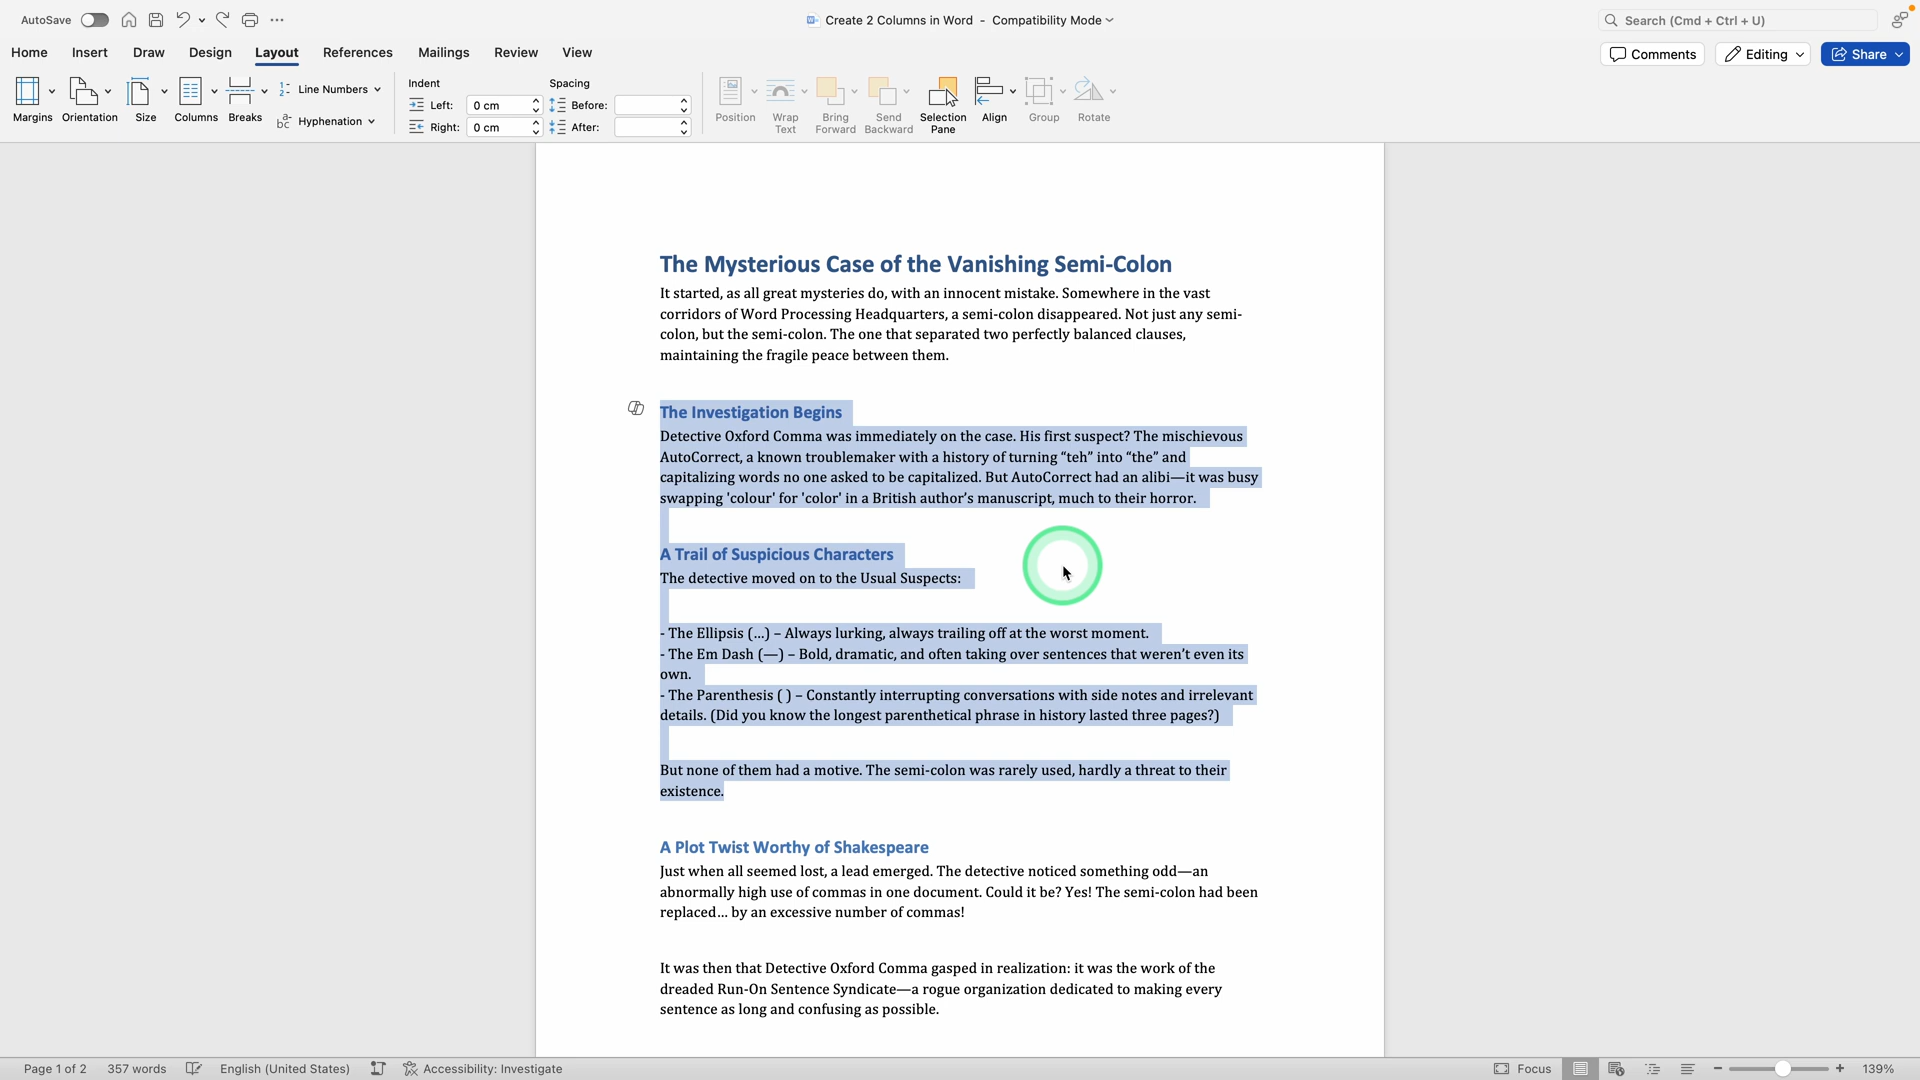 AutoSave
Create 2 Columns in Word - Compatibility Mode
Search (Cmd + Ctrl + U)
Home Insert Draw Design Layout References Mailings Review View
Comments Editing Share
Margins Orientation Size Columns Breaks
Line Numbers
Hyphenation
Indent
Left: 0 cm
Right: 0 cm
Spacing
Before:
After:
Position Wrap Text Bring Forward Send Backward Selection Pane Align Group Rotate
The Mysterious Case of the Vanishing Semi-Colon
It started, as all great mysteries do, with an innocent mistake. Somewhere in the vast
corridors of Word Processing Headquarters, a semi-colon disappeared. Not just any semi-
colon, but the semi-colon. The one that separated two perfectly balanced clauses,
maintaining the fragile peace between them.
The Investigation Begins
Detective Oxford Comma was immediately on the case. His first suspect? The mischievous
AutoCorrect, a known troublemaker with a history of turning “teh” into “the” and
capitalizing words no one asked to be capitalized. But AutoCorrect had an alibi—it was busy
swapping 'colour' for 'color' in a British author’s manuscript, much to their horror.
A Trail of Suspicious Characters
The detective moved on to the Usual Suspects:
- The Ellipsis (…) – Always lurking, always trailing off at the worst moment.
- The Em Dash (—) – Bold, dramatic, and often taking over sentences that weren’t even its
own.
- The Parenthesis ( ) – Constantly interrupting conversations with side notes and irrelevant
details. (Did you know the longest parenthetical phrase in history lasted three pages?)
But none of them had a motive. The semi-colon was rarely used, hardly a threat to their
existence.
A Plot Twist Worthy of Shakespeare
Just when all seemed lost, a lead emerged. The detective noticed something odd—an
abnormally high use of commas in one document. Could it be? Yes! The semi-colon had been
replaced… by an excessive number of commas!
It was then that Detective Oxford Comma gasped in realization: it was the work of the
dreaded Run-On Sentence Syndicate—a rogue organization dedicated to making every
sentence as long and confusing as possible.
Page 1 of 2 357 words English (United States) Accessibility: Investigate Focus 139%